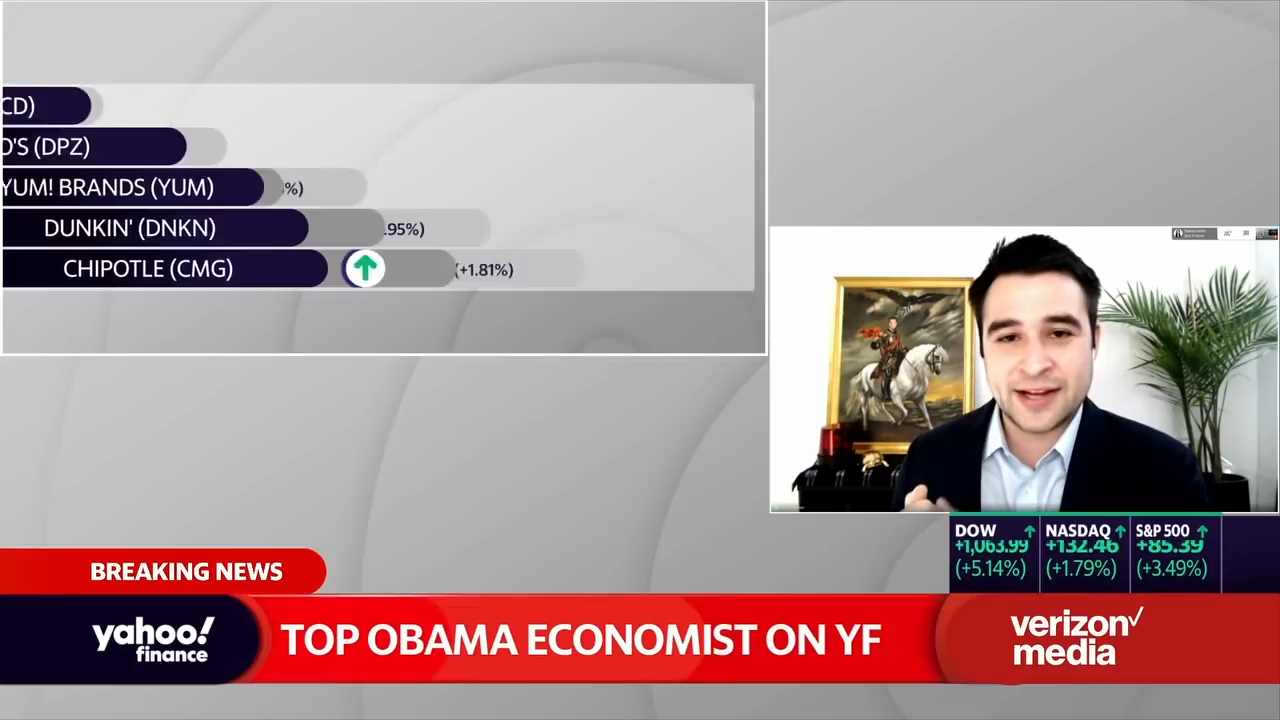 CD)
O'S (DPZ)
YUM! BRANDS (YUM)
%)
DUNKIN' (DNKN)
.95%)
CHIPOTLE (CMG)
(+1.81%)
DOW
+1,063.99
(+5.14%)
NASDAQ
+132.46
(+1.79%)
S&P 500
+85.39
(+3.49%)
BREAKING NEWS
yahoo!
finance
TOP OBAMA ECONOMIST ON YF
verizon✓
media